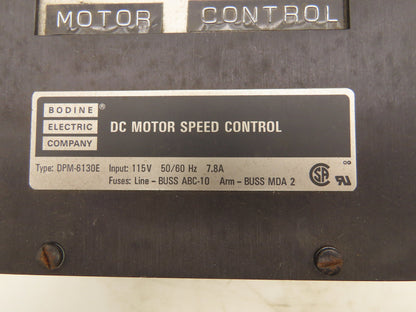 MOTOR CONTROL
BODINE
ELECTRIC
COMPANY
DC MOTOR SPEED CONTROL
Type: DPM-6130E Input: 115V 50/60 Hz 7.8A
Fuses: Line - BUSS ABC-10 Arm - BUSS MDA 2